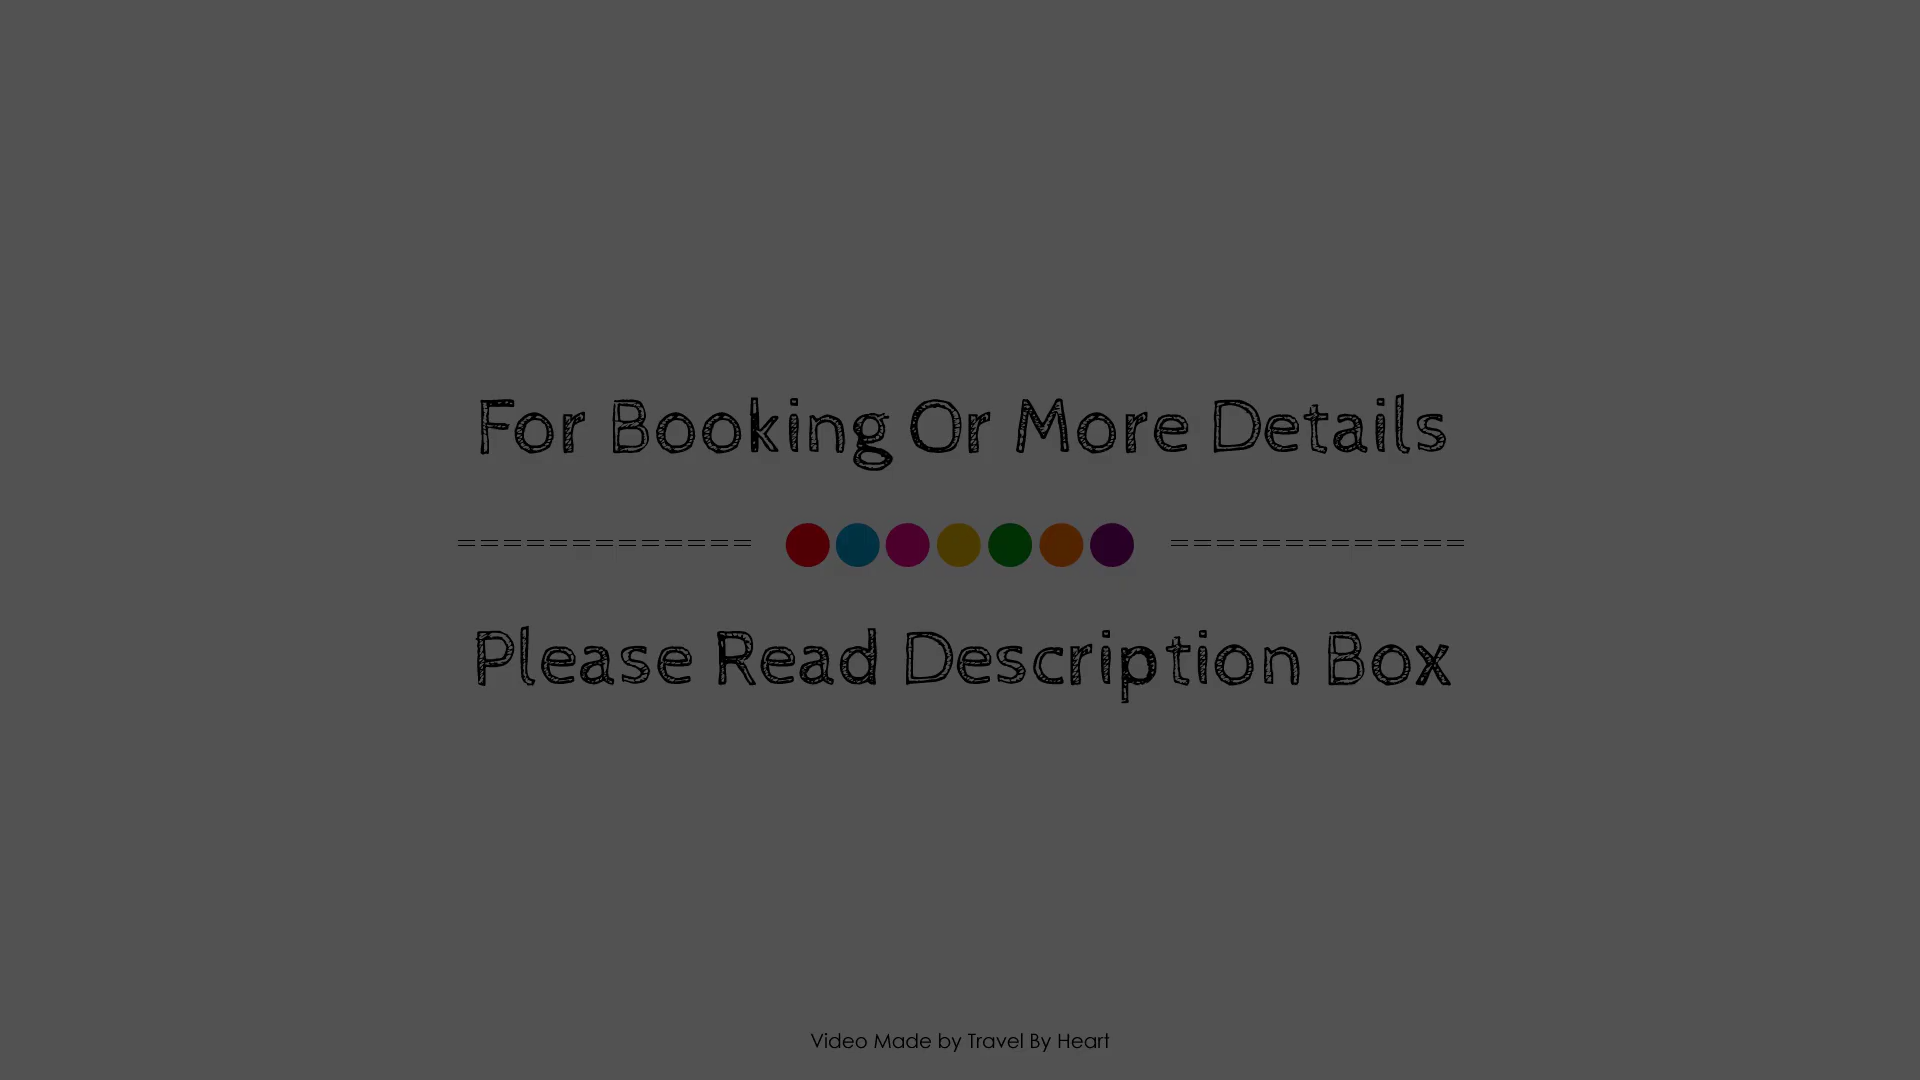 For Booking Or More Details
============= =============
Please Read Description Box
Video Made by Travel By Heart